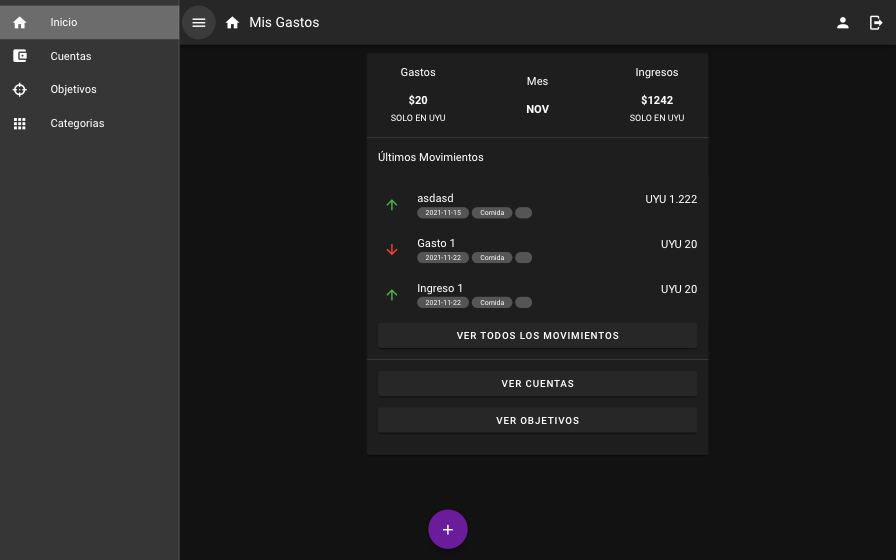 Inicio
Cuentas
Objetivos
Categorias
Mis Gastos
Gastos
$20
SOLO EN UYU
Mes
NOV
Ingresos
$1242
SOLO EN UYU
Últimos Movimientos
asdasd
UYU 1.222
2021-11-15 Comida
Gasto 1
UYU 20
2021-11-22 Comida
Ingreso 1
UYU 20
2021-11-22 Comida
VER TODOS LOS MOVIMIENTOS
VER CUENTAS
VER OBJETIVOS